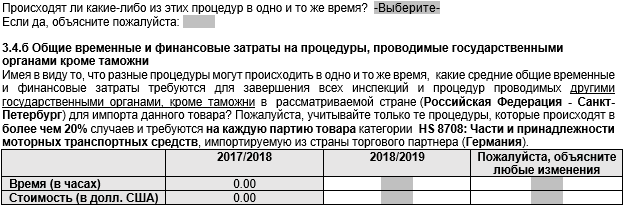 Происходят ли какие-либо из этих процедур в одно и то же время? -Выберите-
Если да, объясните пожалуйста:
3.4.б Общие временные и финансовые затраты на процедуры, проводимые государственными
органами кроме таможни
Имея в виду то, что разные процедуры могут происходить в одно и то же время, какие средние общие временные
и финансовые затраты требуются для завершения всех инспекций и процедур проводимых другими
государственными органами, кроме таможни в рассматриваемой стране (Российская Федерация - Санкт-
Петербург) для импорта данного товара? Пожалуйста, учитывайте только те процедуры, которые происходят в
более чем 20% случаев и требуются на каждую партию товара категории HS 8708: Части и принадлежности
моторных транспортных средств, импортируемую из страны торгового партнера (Германия).
2017/2018 2018/2019 Пожалуйста, объясните
любые изменения
Время (в часах) 0.00
Стоимость (в долл. США) 0.00